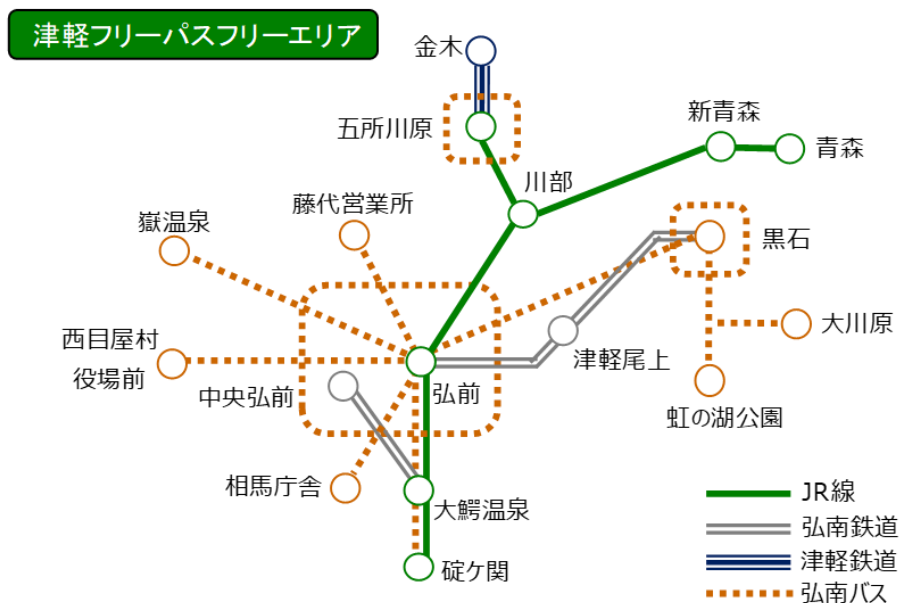 津軽フリーパスフリーエリア
金木
五所川原
新青森
青森
川部
藤代営業所
嶽温泉
黒石
西目屋村
役場前
大川原
津軽尾上
中央弘前
弘前
虹の湖公園
相馬庁舎
大鰐温泉
碇ケ関
JR線
弘南鉄道
津軽鉄道
弘南バス